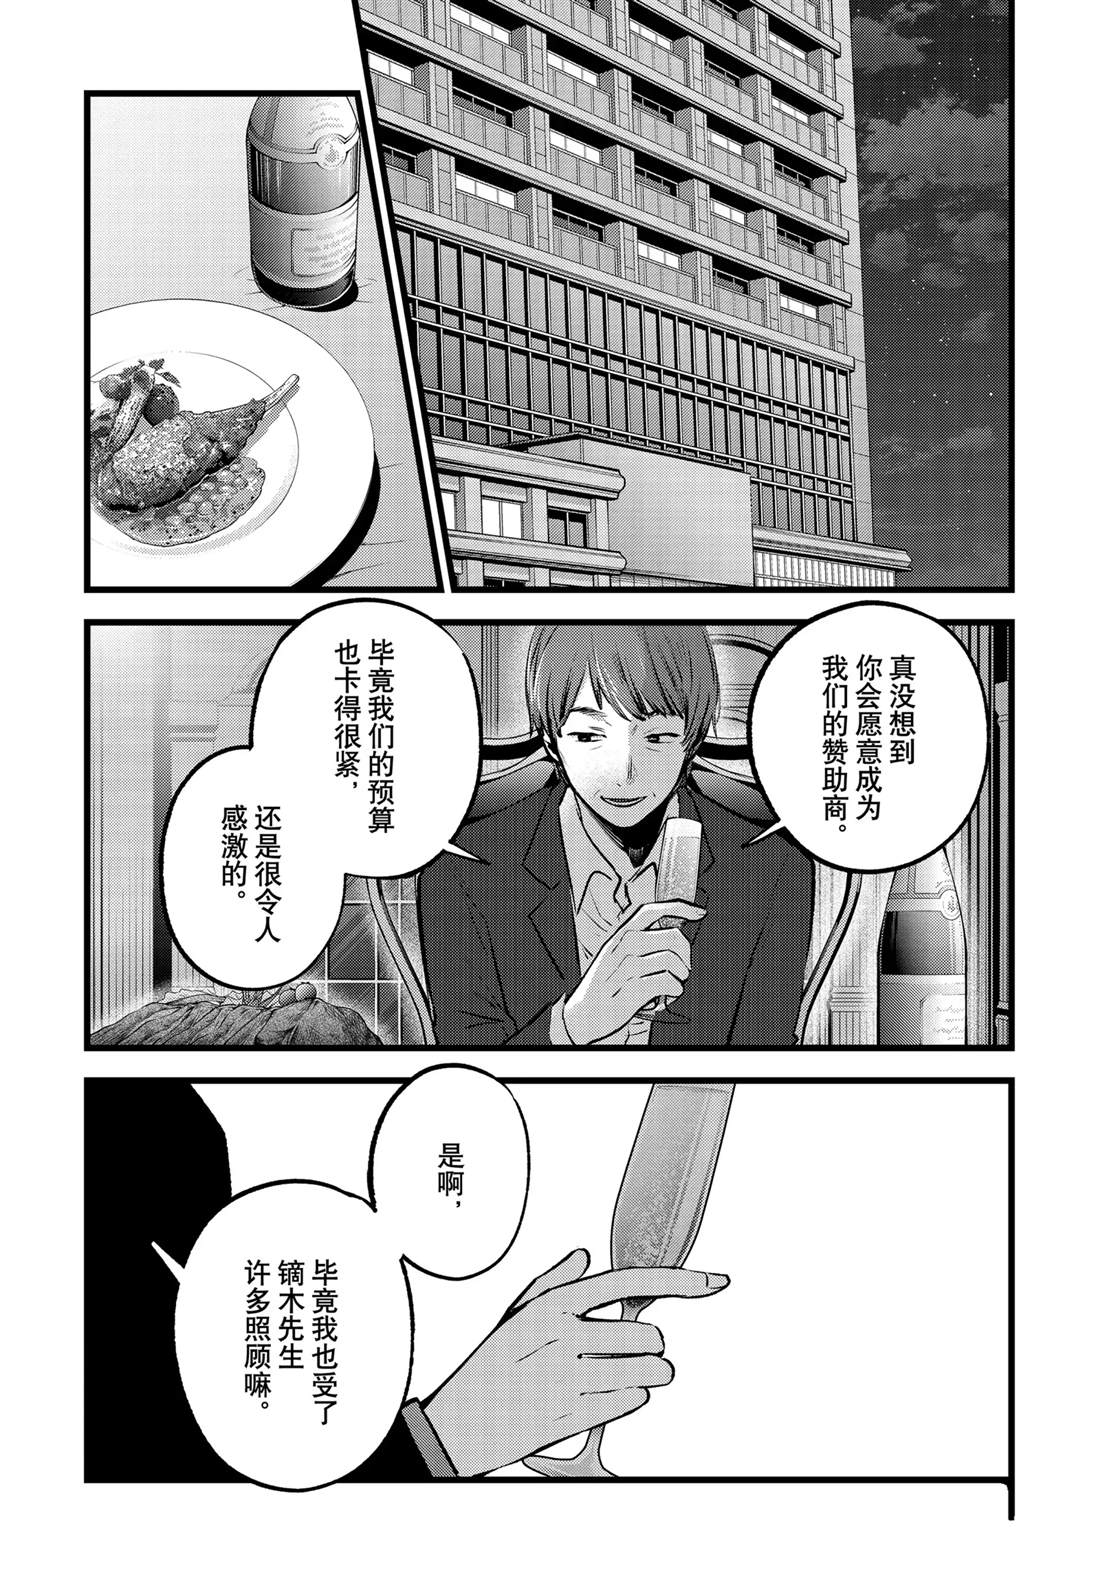 真没想到
你会愿意成为
我们的赞助商。
毕竟我们的预算
也卡得很紧，
还是很令人
感激的。
是啊，
毕竟我也受了
镝木先生
许多照顾嘛。